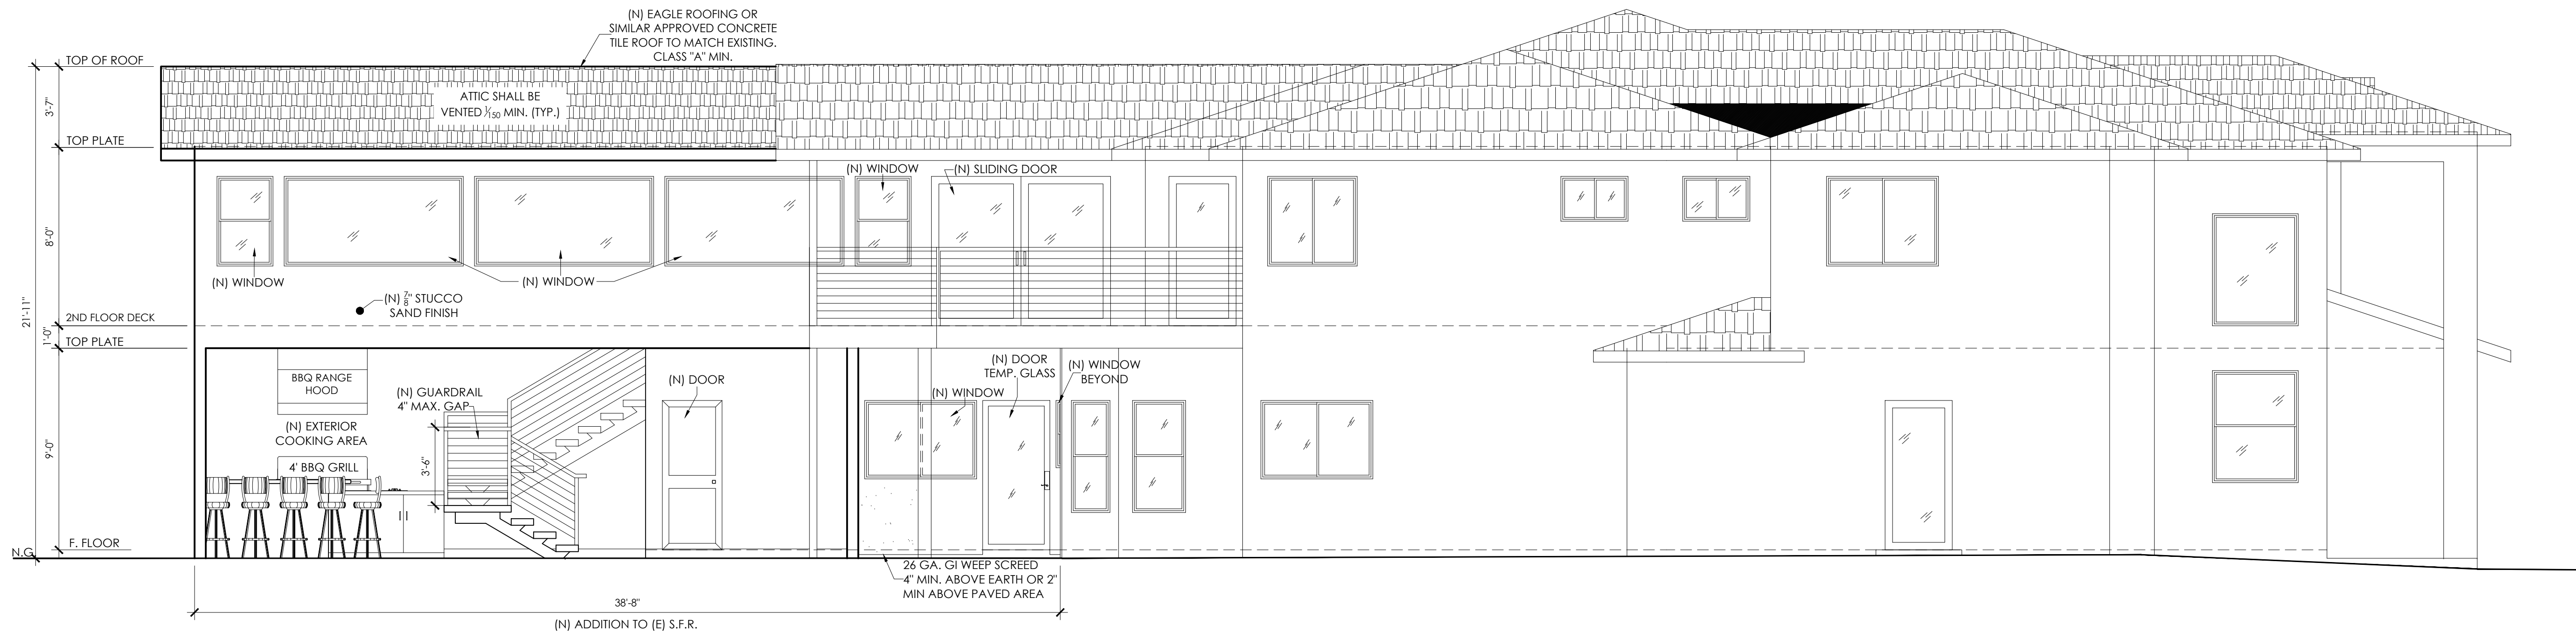 (N) EAGLE ROOFING OR
SIMILAR APPROVED CONCRETE
TILE ROOF TO MATCH EXISTING.
CLASS "A" MIN.
TOP OF ROOF
3'-7"
ATTIC SHALL BE
VENTED 1/150 MIN. (TYP.)
TOP PLATE
(N) WINDOW
(N) SLIDING DOOR
8'-0"
(N) WINDOW
(N) WINDOW
(N) 7/8" STUCCO
SAND FINISH
21'-11"
2ND FLOOR DECK
1'-0"
TOP PLATE
BBQ RANGE
HOOD
(N) GUARDRAIL
4" MAX. GAP
(N) DOOR
(N) WINDOW
(N) DOOR
TEMP. GLASS
(N) WINDOW
BEYOND
9'-0"
(N) EXTERIOR
COOKING AREA
3'-6"
4' BBQ GRILL
F. FLOOR
N.G.
26 GA. GI WEEP SCREED
4" MIN. ABOVE EARTH OR 2"
MIN ABOVE PAVED AREA
38'-8"
(N) ADDITION TO (E) S.F.R.